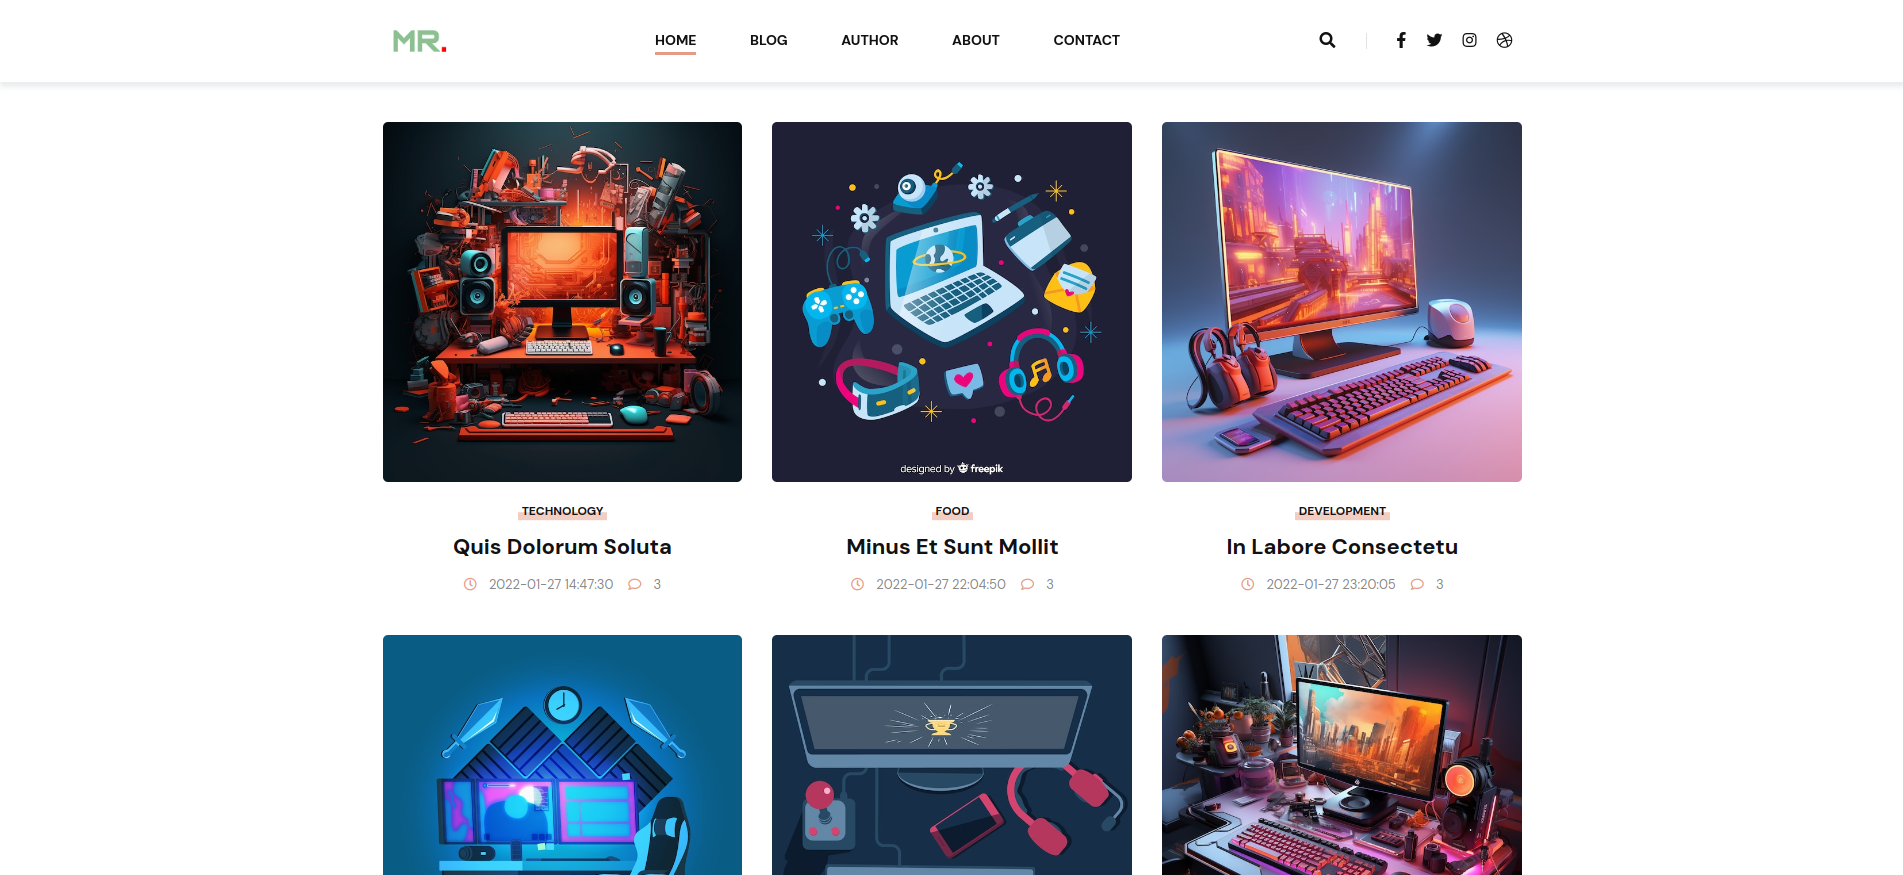 MR.
HOME BLOG AUTHOR ABOUT CONTACT
designed by freepik
TECHNOLOGY
FOOD
DEVELOPMENT
Quis Dolorum Soluta
Minus Et Sunt Mollit
In Labore Consectetu
2022-01-27 14:47:30 3
2022-01-27 22:04:50 3
2022-01-27 23:20:05 3